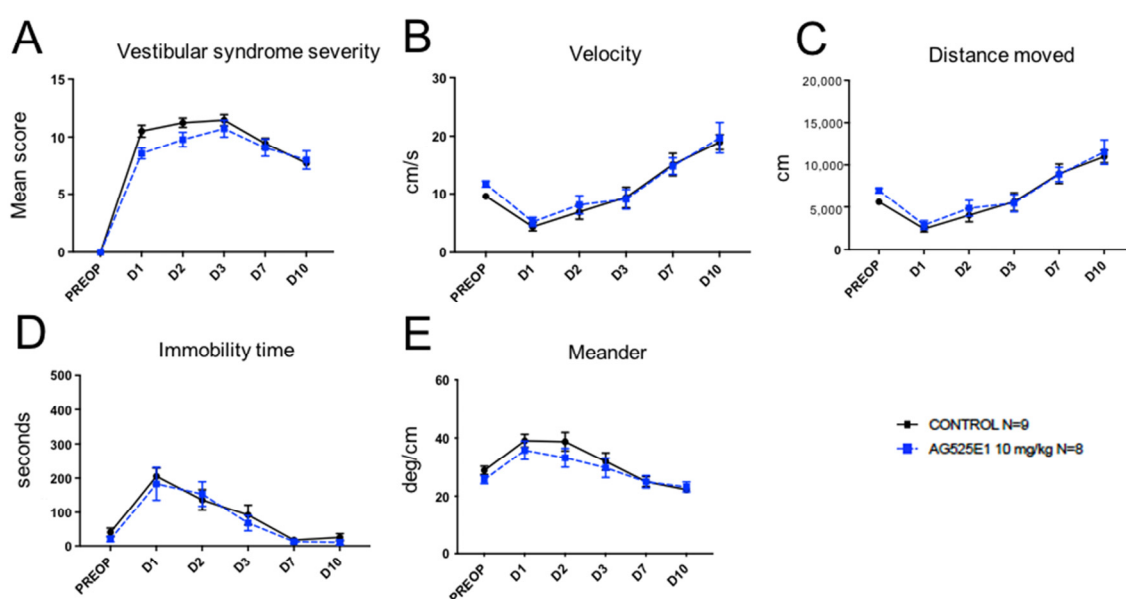 A
Vestibular syndrome severity
Mean score
15
10
5
0
PREOP
D1
D2
D3
D7
D10
B
Velocity
cm/s
30
20
10
0
PREOP
D1
D2
D3
D7
D10
C
Distance moved
cm
20,000
15,000
10,000
5,000
0
PREOP
D1
D2
D3
D7
D10
D
Immobility time
seconds
500
400
300
200
100
0
PREOP
D1
D2
D3
D7
D10
E
Meander
deg/cm
60
40
20
0
PREOP
D1
D2
D3
D7
D10
CONTROL N=9
AG525E1 10 mg/kg N=8